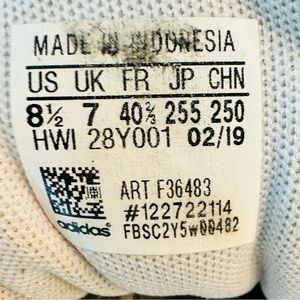 MADE IN INDONESIA
US UK FR JP CHN
8½ 7 40⅔ 255 250
HWI 28Y001 02/19
ART F36483
#122722114
adidas FBSC2Y5w00482